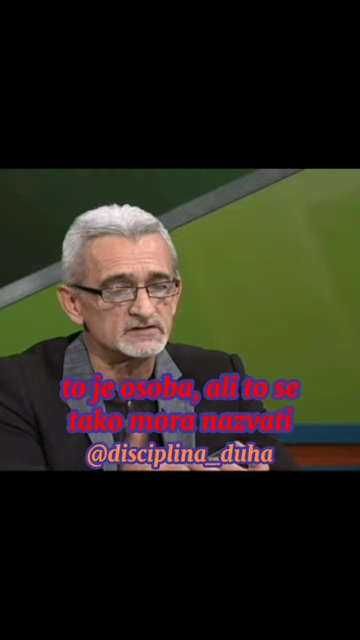 to je osoba, ali to se
tako mora nazvati
@disciplina_duha